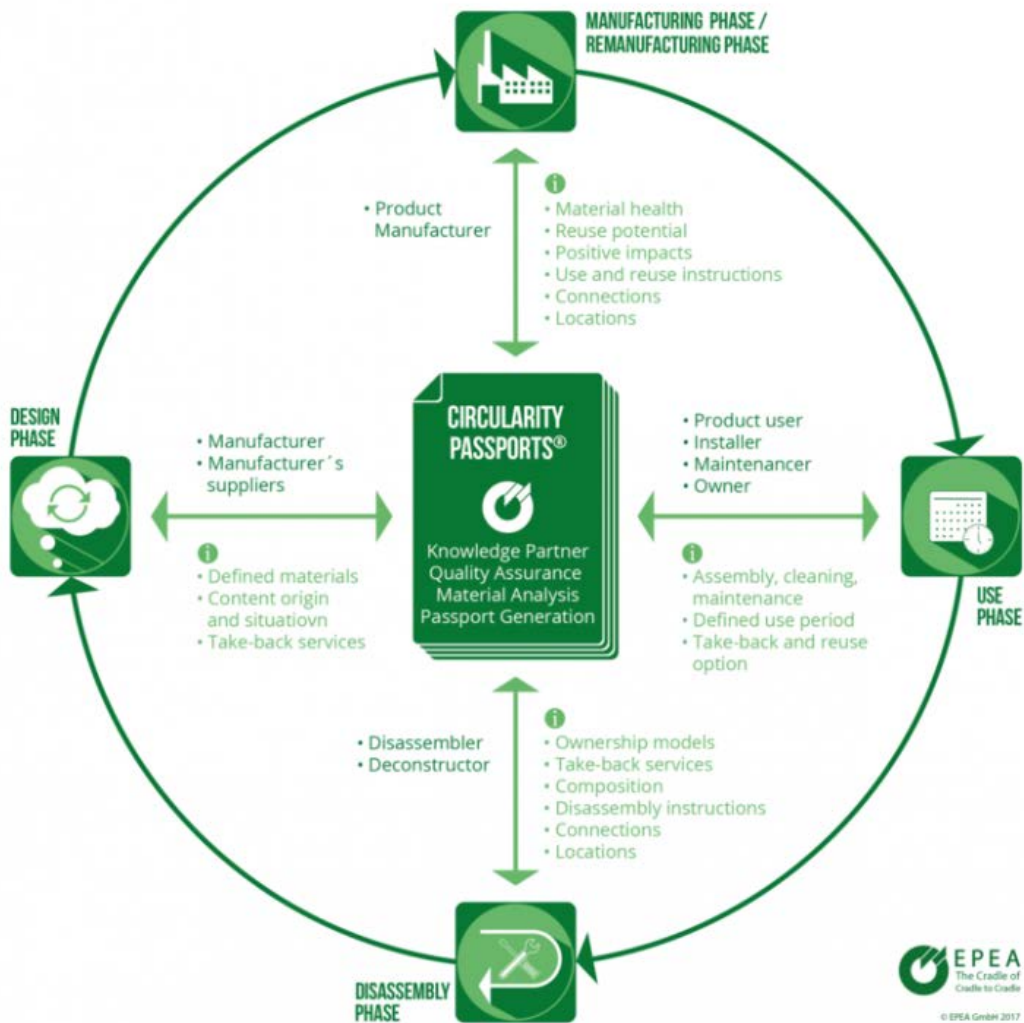 MANUFACTURING PHASE /
REMANUFACTURING PHASE
• Product
Manufacturer
• Material health
• Reuse potential
• Positive impacts
• Use and reuse instructions
• Connections
• Locations
DESIGN
PHASE
• Manufacturer
• Manufacturer´s
suppliers
i
• Defined materials
• Content origin
and situatiovn
• Take-back services
CIRCULARITY
PASSPORTS®
Knowledge Partner
Quality Assurance
Material Analysis
Passport Generation
• Product user
• Installer
• Maintenancer
• Owner
i
• Assembly, cleaning,
maintenance
• Defined use period
• Take-back and reuse
option
USE
PHASE
• Disassembler
• Deconstructor
i
• Ownership models
• Take-back services
• Composition
• Disassembly instructions
• Connections
• Locations
DISASSEMBLY
PHASE
EPEA
The Cradle of
Cradle to Cradle
© EPEA GmbH 2017